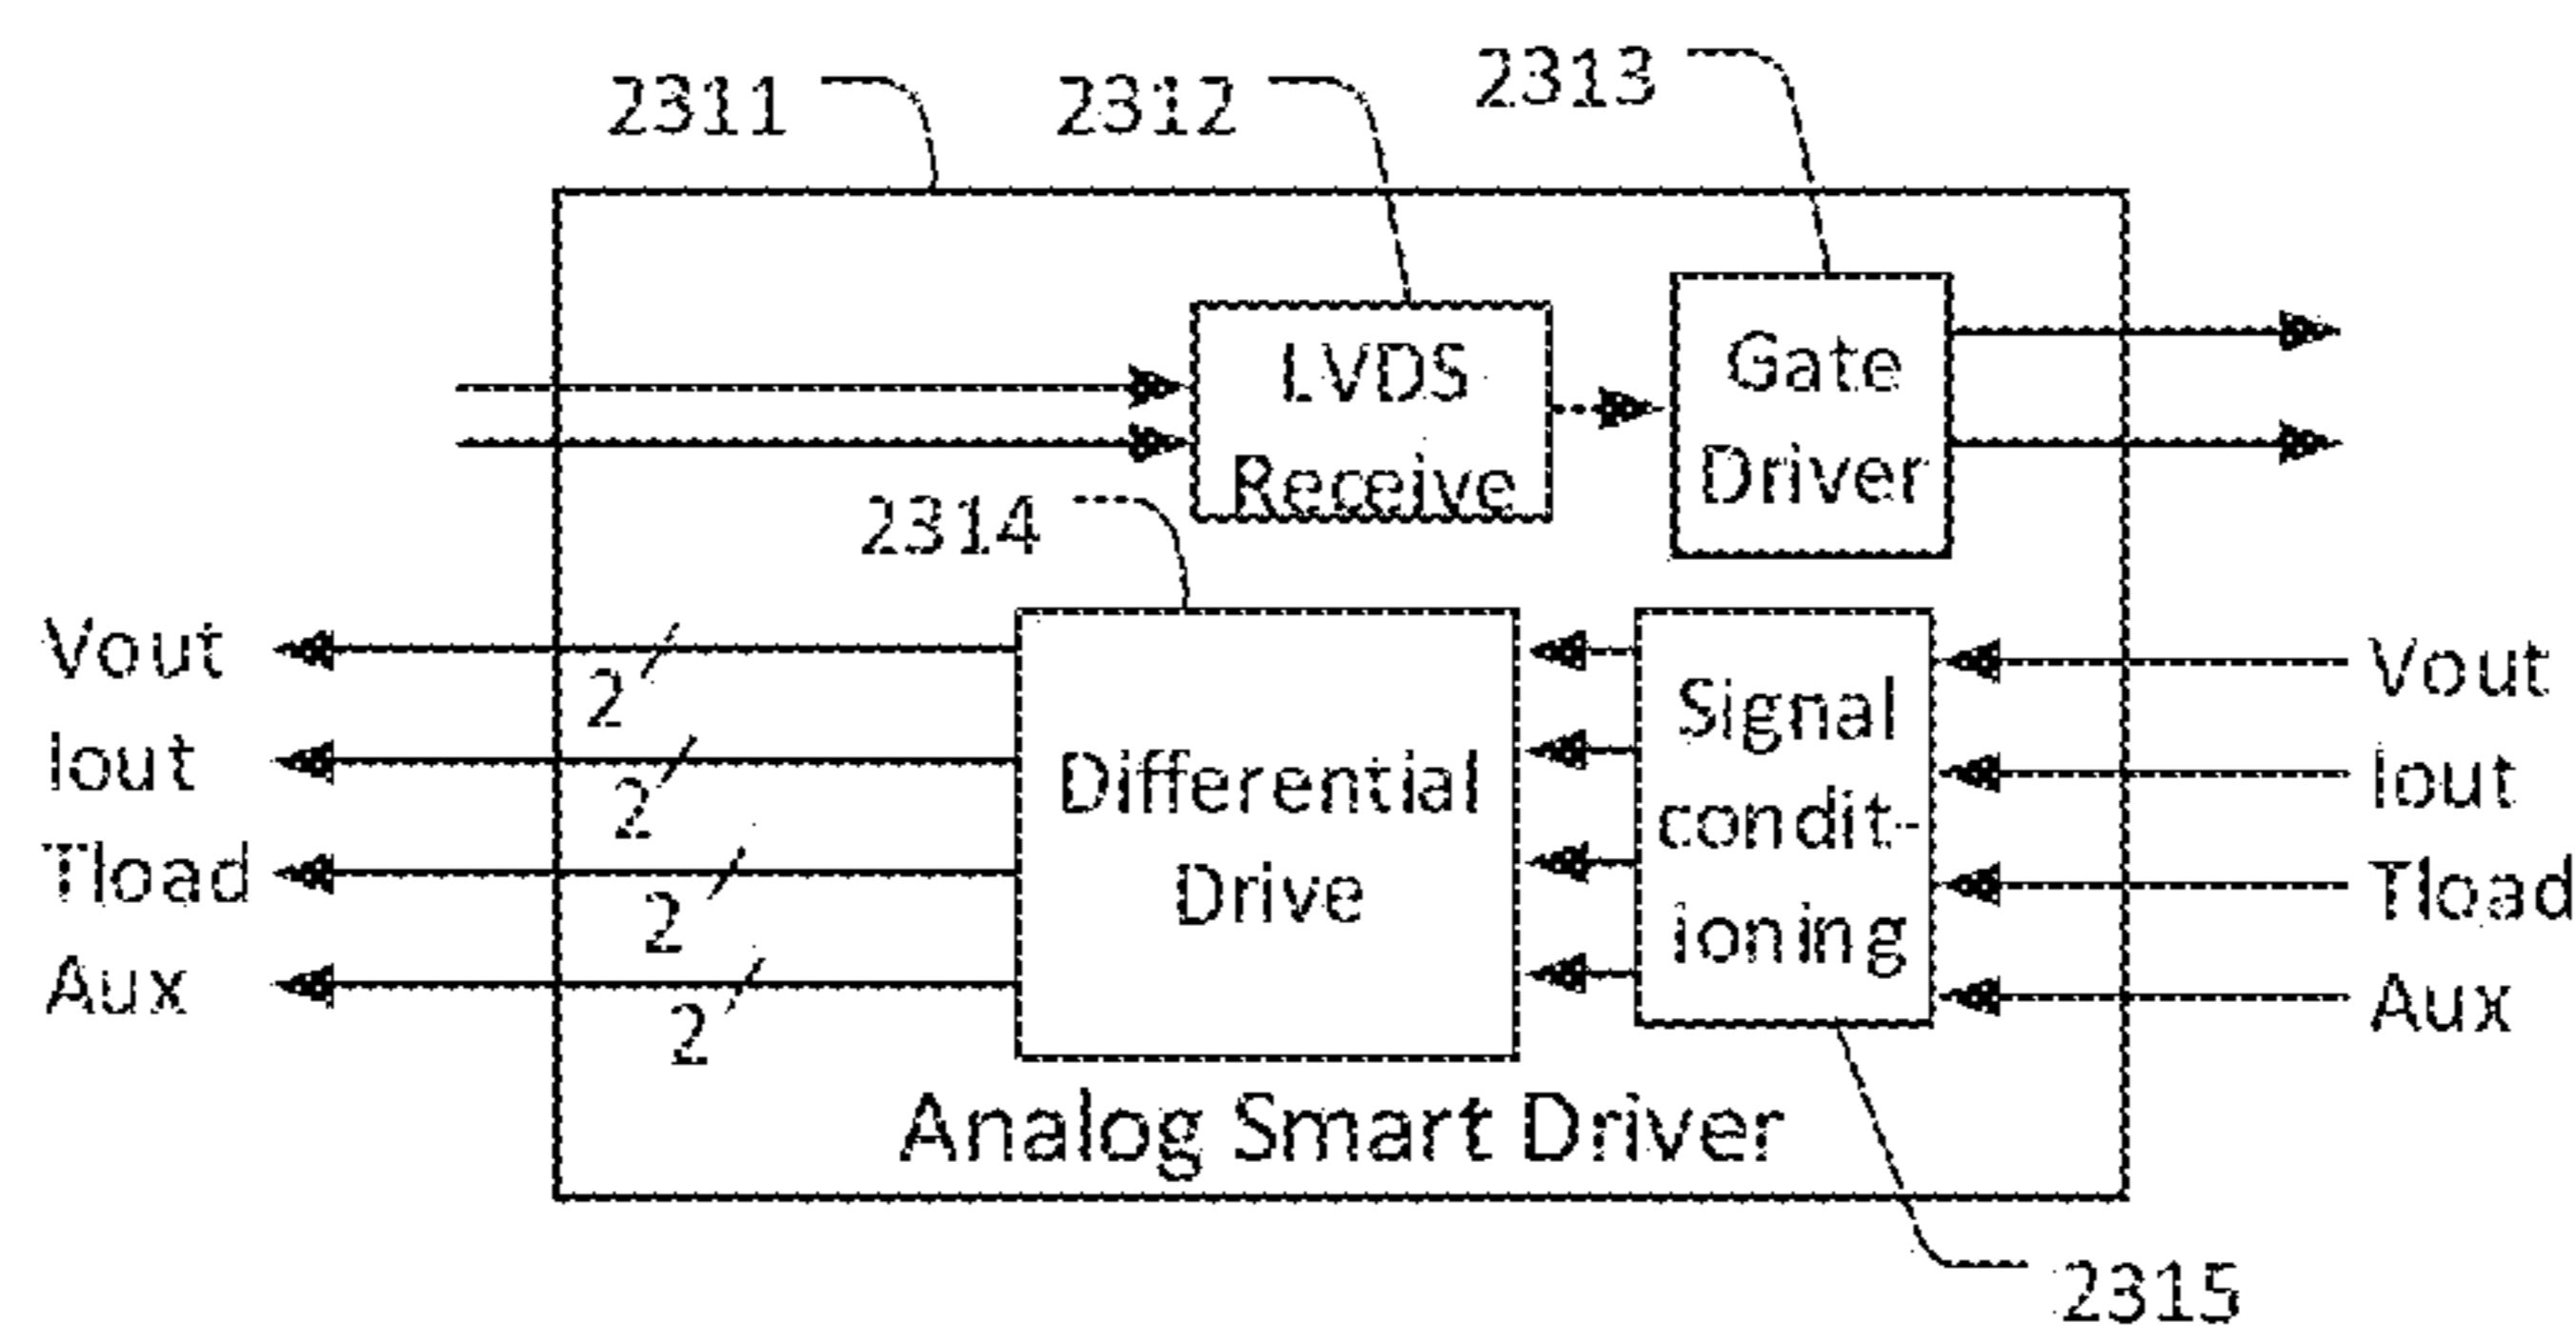 2311
2312
2313
LVDS
Receive
Gate
Driver
2314
Vout
Iout
Tload
Aux
2
2
2
2
Differential
Drive
Signal
condit-
ioning
Vout
Iout
Tload
Aux
Analog Smart Driver
2315